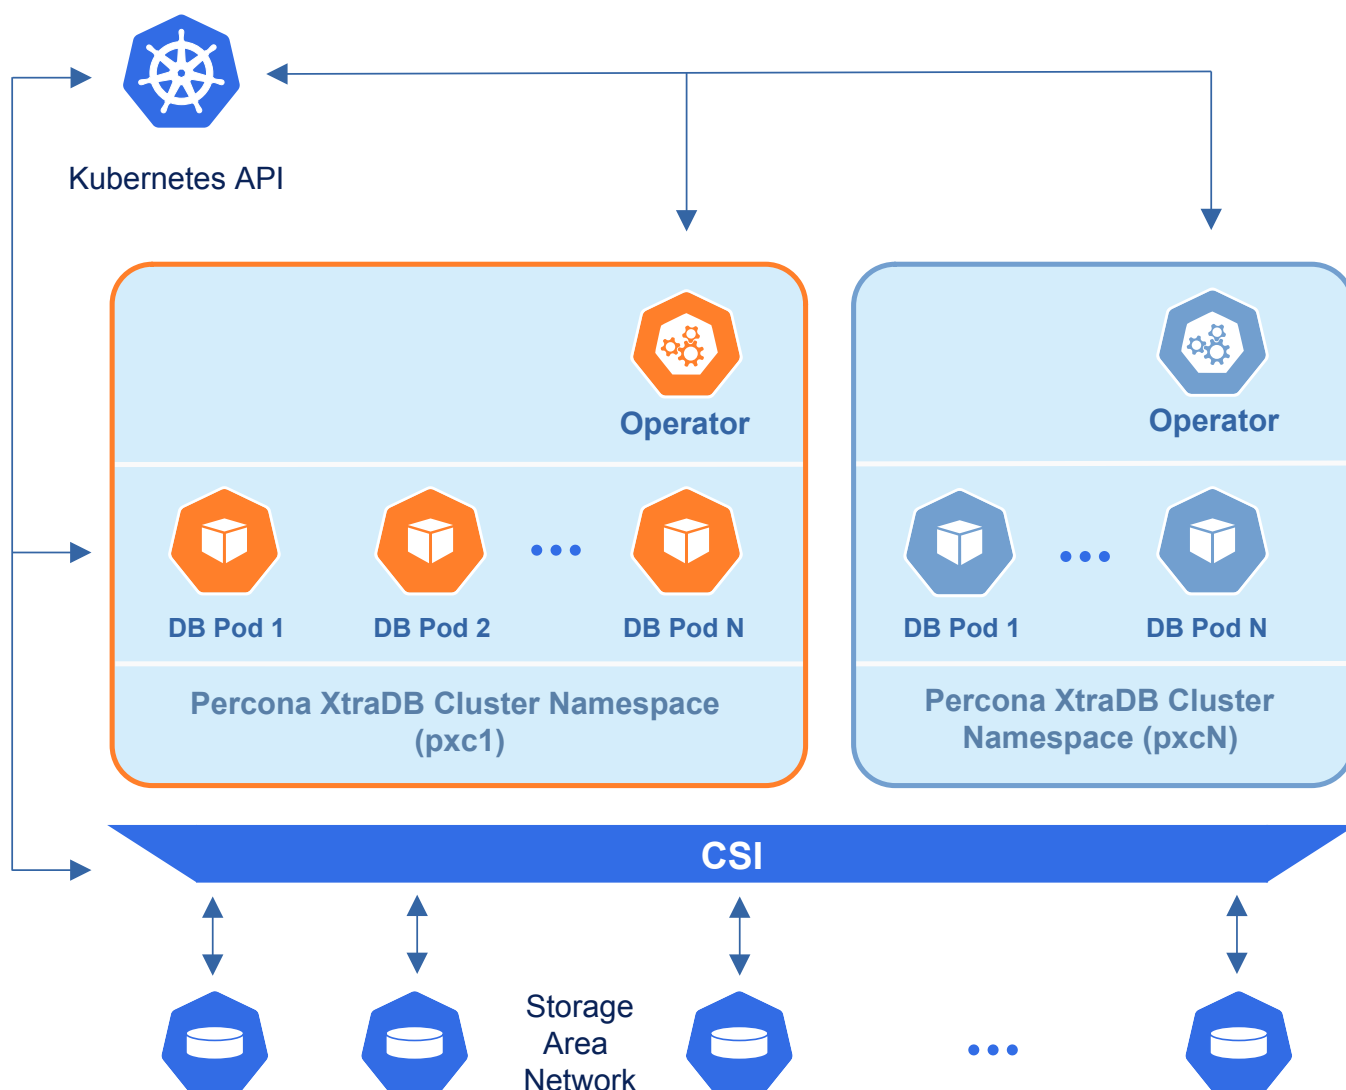 Kubernetes API
Operator
Operator
DB Pod 1
DB Pod 2
DB Pod N
DB Pod 1
DB Pod N
Percona XtraDB Cluster Namespace
(pxc1)
Percona XtraDB Cluster
Namespace (pxcN)
CSI
Storage
Area
Network